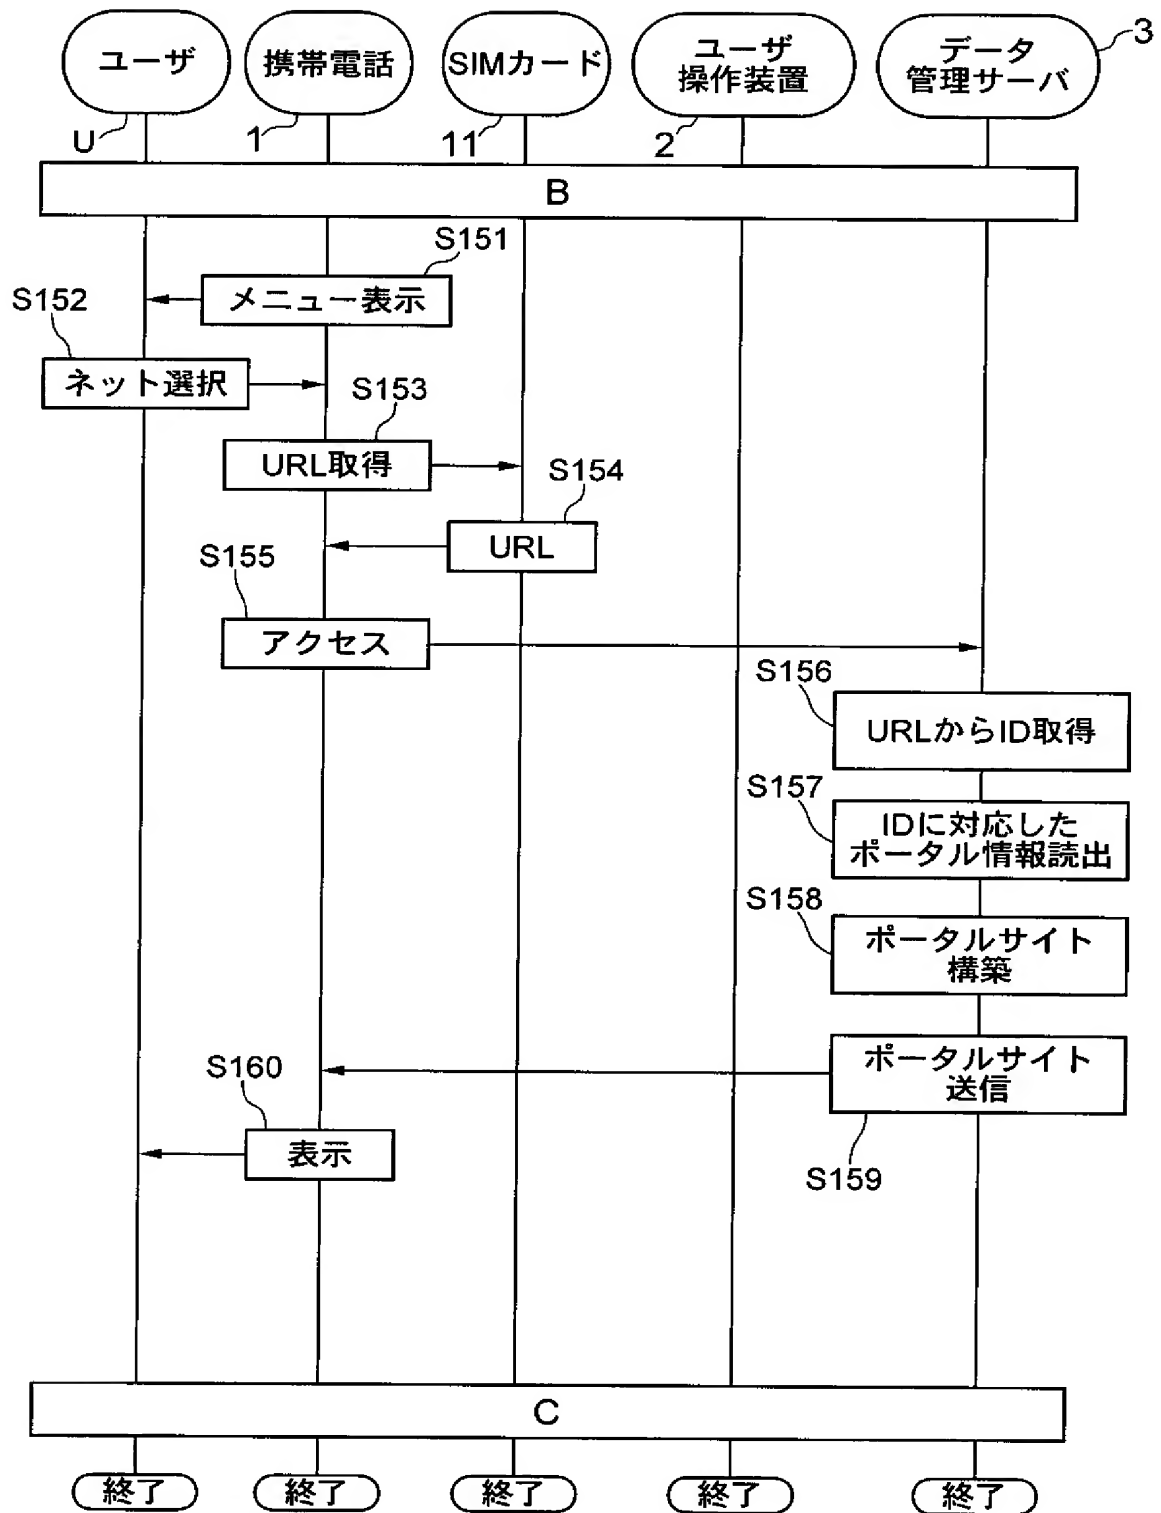 ユーザ
携帯電話
SIMカード
ユーザ
操作装置
データ
管理サーバ
3
U
1
11
2
B
S151
メニュー表示
S152
ネット選択
S153
URL取得
S154
URL
S155
アクセス
S156
URLからID取得
S157
IDに対応した
ポータル情報読出
S158
ポータルサイト
構築
ポータルサイト
送信
S159
S160
表示
C
終了
終了
終了
終了
終了